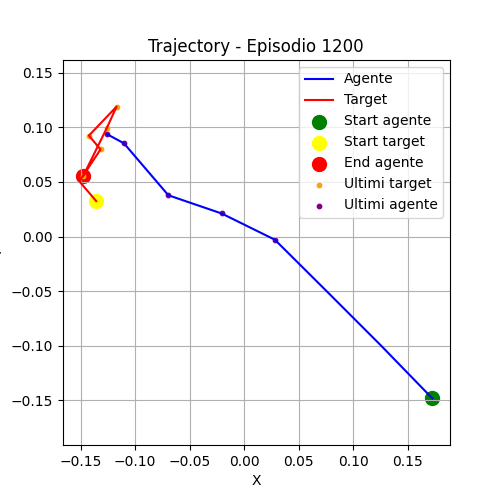 Trajectory - Episodio 1200
0.15
0.10
0.05
0.00
−0.05
−0.10
−0.15
Agente
Target
Start agente
Start target
End agente
Ultimi target
Ultimi agente
−0.15 −0.10 −0.05 0.00 0.05 0.10 0.15
X